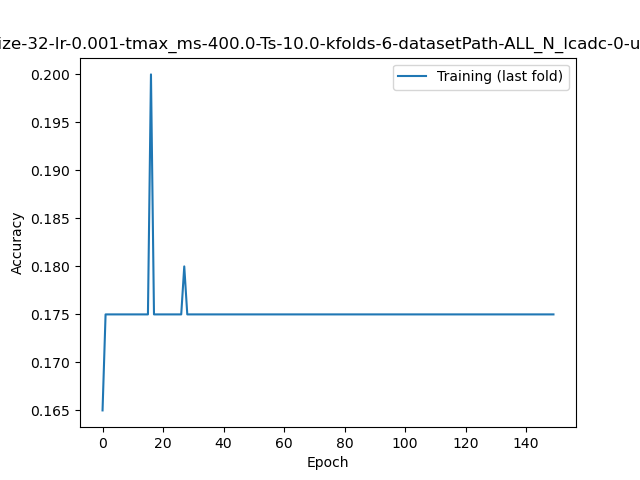 ize-32-lr-0.001-tmax_ms-400.0-Ts-10.0-kfolds-6-datasetPath-ALL_N_lcadc-0-u
Training (last fold)
0.200
0.195
0.190
0.185
0.180
0.175
0.170
0.165
Accuracy
0 20 40 60 80 100 120 140
Epoch